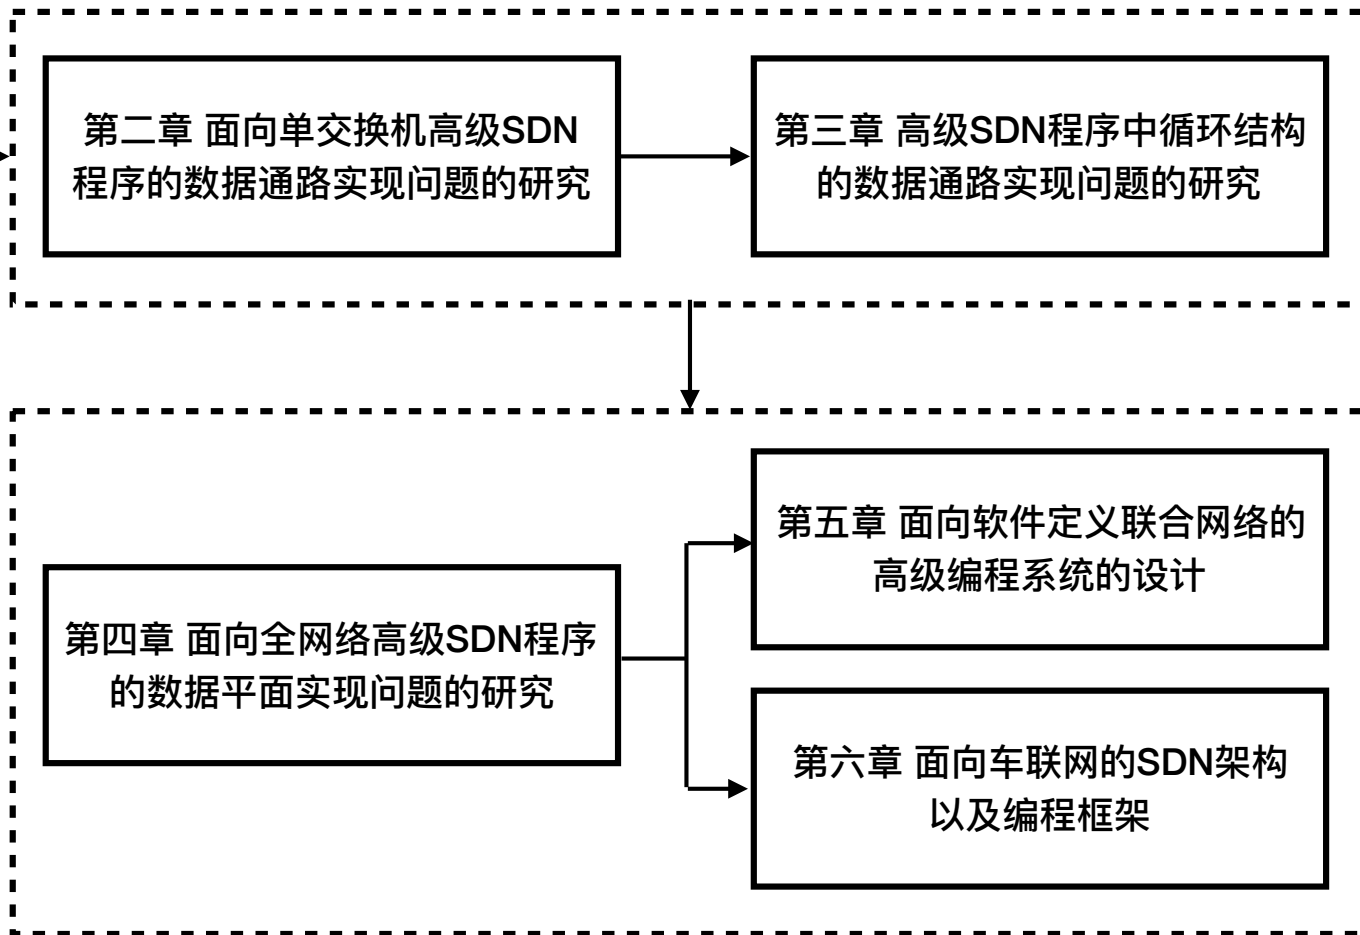 第二章 面向单交换机高级SDN
程序的数据通路实现问题的研究
第三章 高级SDN程序中循环结构
的数据通路实现问题的研究
第五章 面向软件定义联合网络的
高级编程系统的设计
第四章 面向全网络高级SDN程序
的数据平面实现问题的研究
第六章 面向车联网的SDN架构
以及编程框架